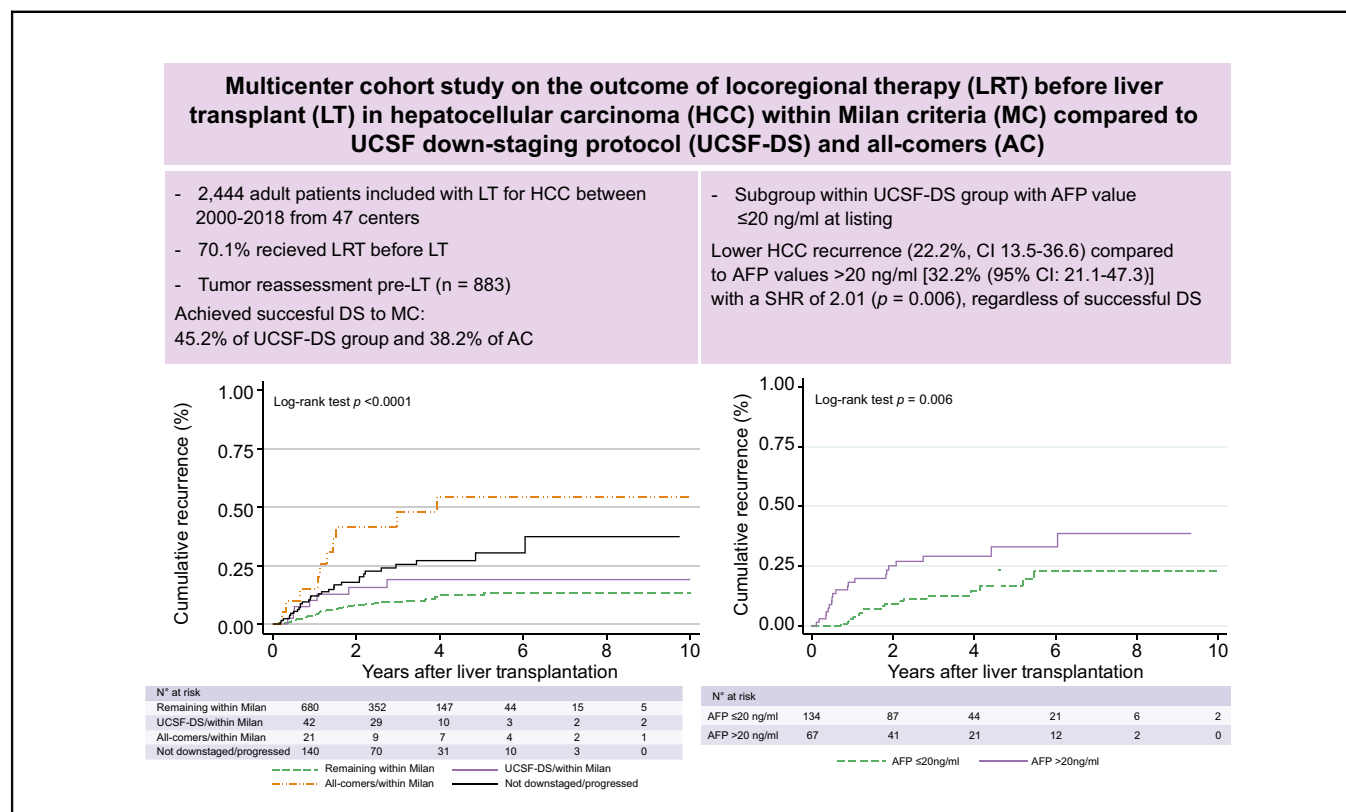 Multicenter cohort study on the outcome of locoregional therapy (LRT) before liver
transplant (LT) in hepatocellular carcinoma (HCC) within Milan criteria (MC) compared to
UCSF down-staging protocol (UCSF-DS) and all-comers (AC)
- 2,444 adult patients included with LT for HCC between
2000-2018 from 47 centers
- 70.1% recieved LRT before LT
- Tumor reassessment pre-LT (n = 883)
Achieved succesful DS to MC:
45.2% of UCSF-DS group and 38.2% of AC
- Subgroup within UCSF-DS group with AFP value
≤20 ng/ml at listing
Lower HCC recurrence (22.2%, CI 13.5-36.6) compared
to AFP values >20 ng/ml [32.2% (95% CI: 21.1-47.3)]
with a SHR of 2.01 (p = 0.006), regardless of successful DS
Cumulative recurrence (%)
1.00
0.75
0.50
0.25
0.00
Log-rank test p <0.0001
0 2 4 6 8 10
Years after liver transplantation
N° at risk
Remaining within Milan 680 352 147 44 15 5
UCSF-DS/within Milan 42 29 10 3 2 2
All-comers/within Milan 21 9 7 4 2 1
Not downstaged/progressed 140 70 31 10 3 0
Remaining within Milan UCSF-DS/within Milan
All-comers/within Milan Not downstaged/progressed
Cumulative recurrence (%)
1.00
0.75
0.50
0.25
0.00
Log-rank test p = 0.006
0 2 4 6 8 10
Years after liver transplantation
N° at risk
AFP ≤20 ng/ml 134 87 44 21 6 2
AFP >20 ng/ml 67 41 21 12 2 0
AFP ≤20ng/ml AFP >20ng/ml